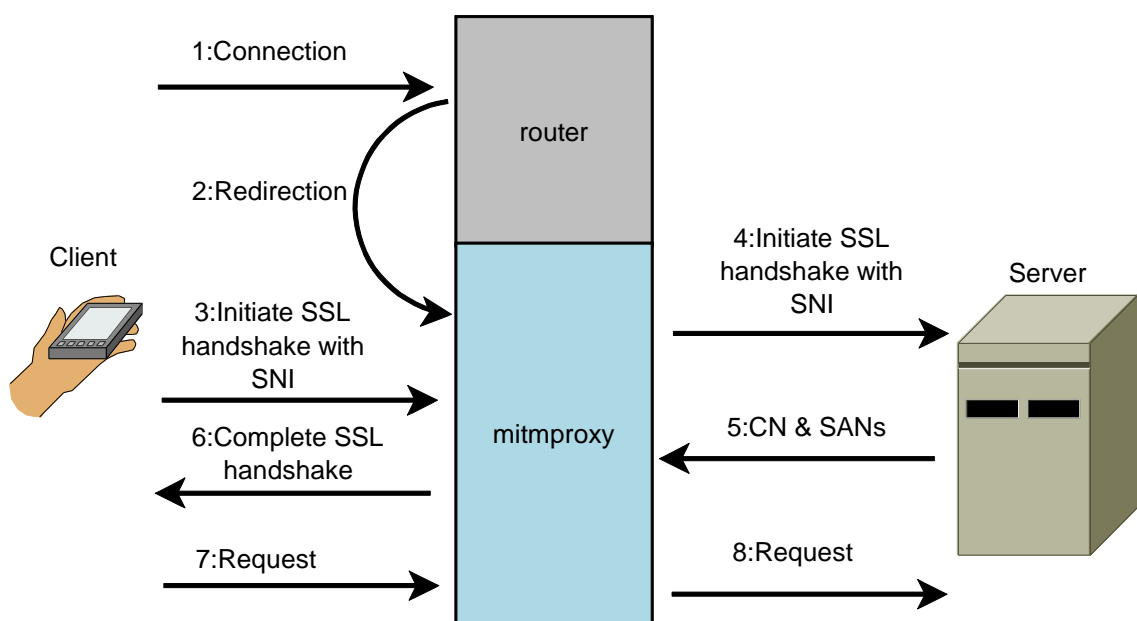 1:Connection
router
2:Redirection
Client
3:Initiate SSL
handshake with
SNI
4:Initiate SSL
handshake with
SNI
Server
mitmproxy
5:CN & SANs
6:Complete SSL
handshake
7:Request
8:Request